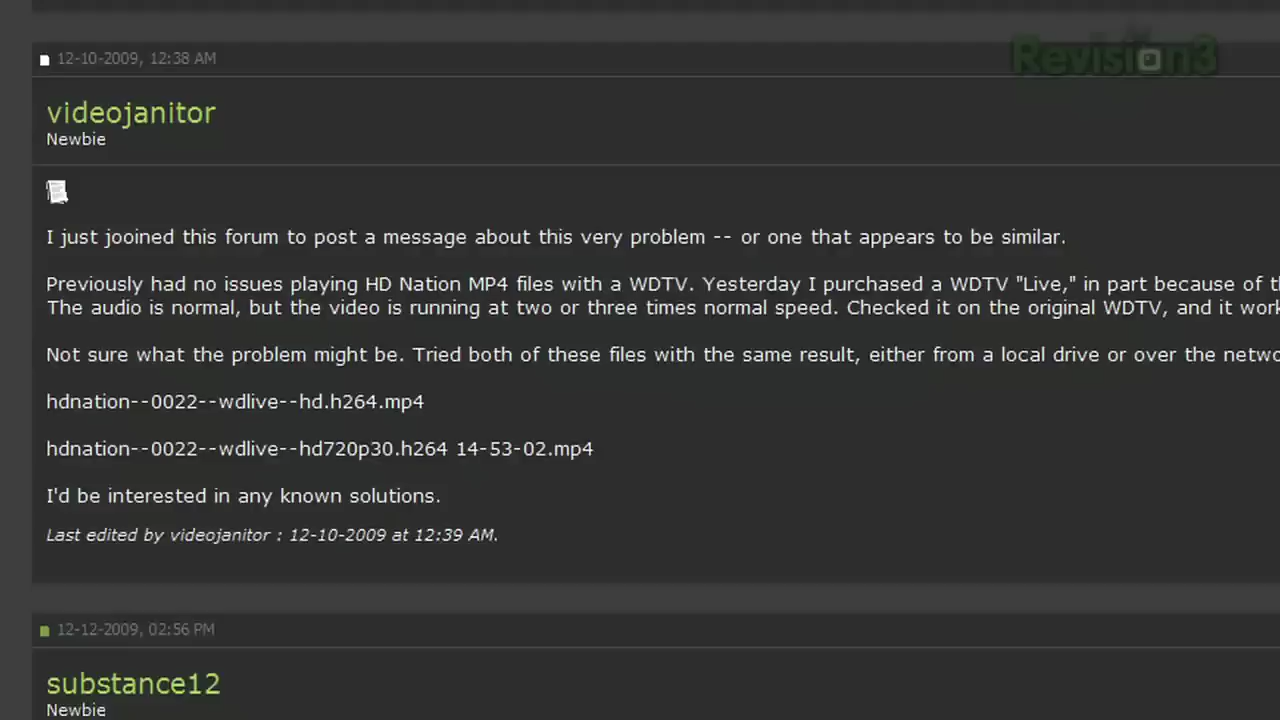 Revision3
12-10-2009, 12:38 AM
videojanitor
Newbie
I just jooined this forum to post a message about this very problem -- or one that appears to be similar.
Previously had no issues playing HD Nation MP4 files with a WDTV. Yesterday I purchased a WDTV "Live," in part because of
The audio is normal, but the video is running at two or three times normal speed. Checked it on the original WDTV, and it
Not sure what the problem might be. Tried both of these files with the same result, either from a local drive or over the
hdnation--0022--wdlive--hd.h264.mp4
hdnation--0022--wdlive--hd720p30.h264 14-53-02.mp4
I'd be interested in any known solutions.
Last edited by videojanitor : 12-10-2009 at 12:39 AM.
12-12-2009, 02:56 PM
substance12
Newbie